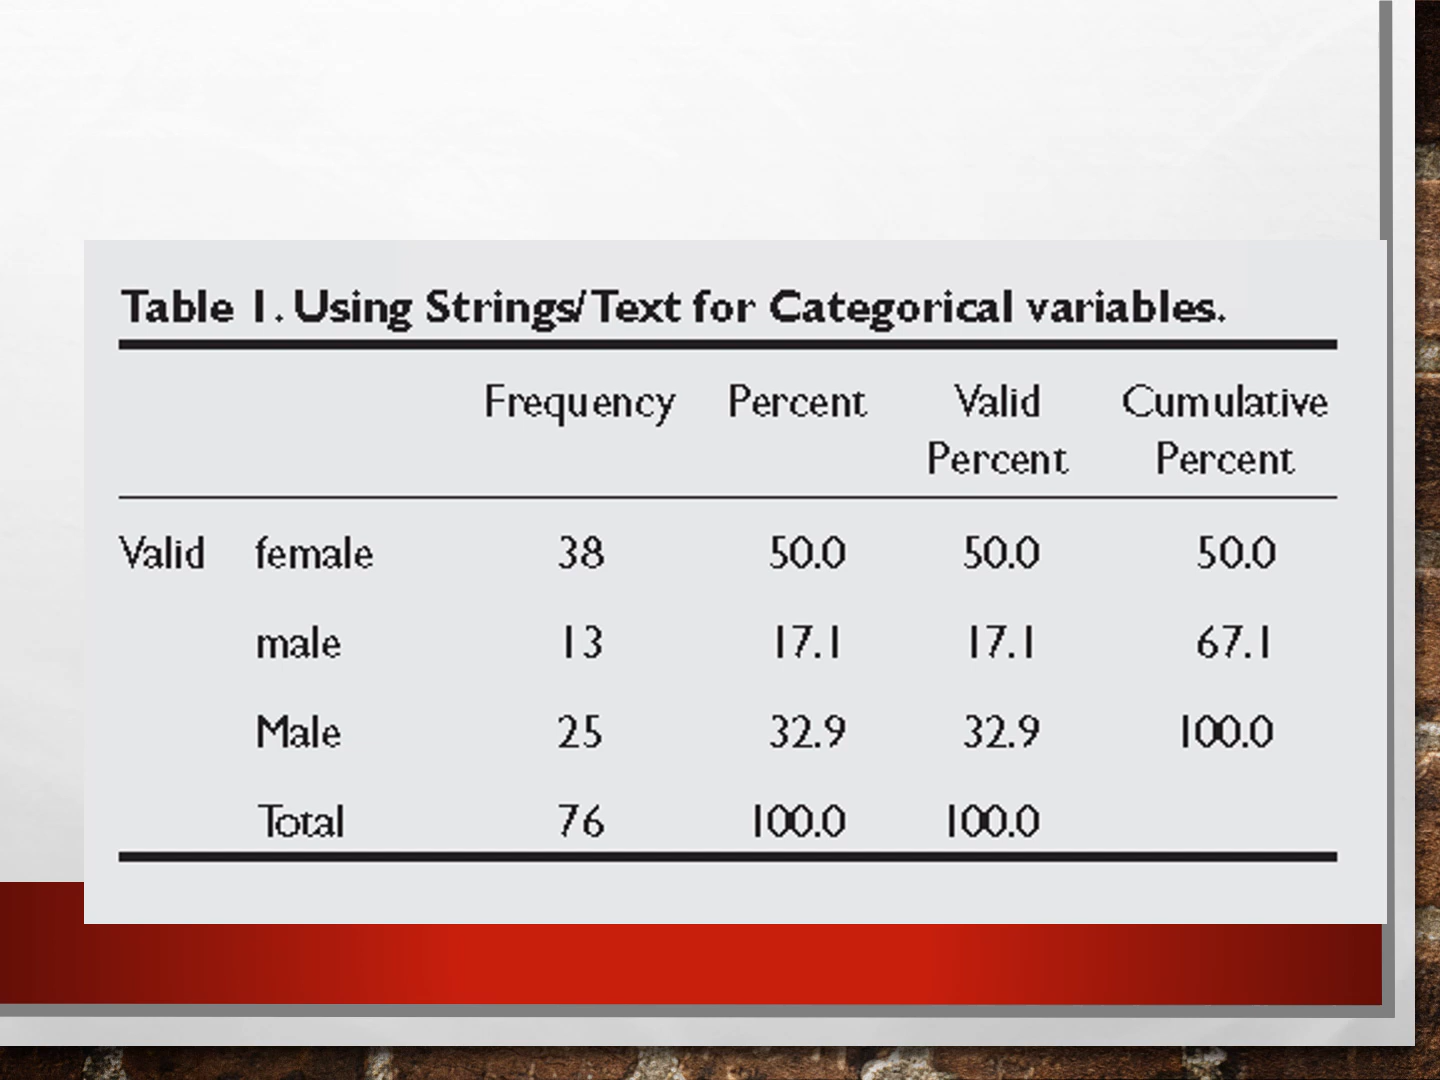 Table 1. Using Strings/Text for Categorical variables.
Frequency Percent Valid Percent Cumulative Percent
Valid female 38 50.0 50.0 50.0
male 13 17.1 17.1 67.1
Male 25 32.9 32.9 100.0
Total 76 100.0 100.0